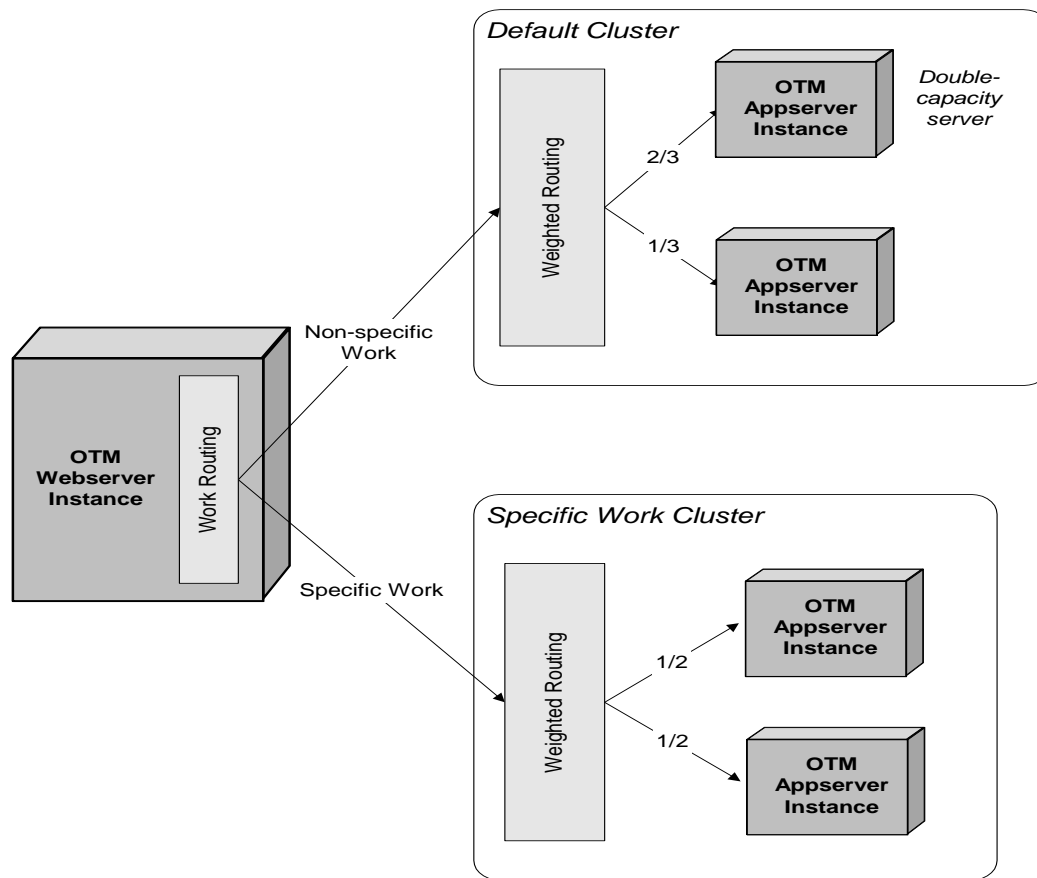 Default Cluster
Weighted Routing
OTM
Appserver
Instance
Double-
capacity
server
2/3
1/3
OTM
Appserver
Instance
Non-specific
Work
OTM
Webserver
Instance
Work Routing
Specific Work
Specific Work Cluster
Weighted Routing
OTM
Appserver
Instance
1/2
1/2
OTM
Appserver
Instance